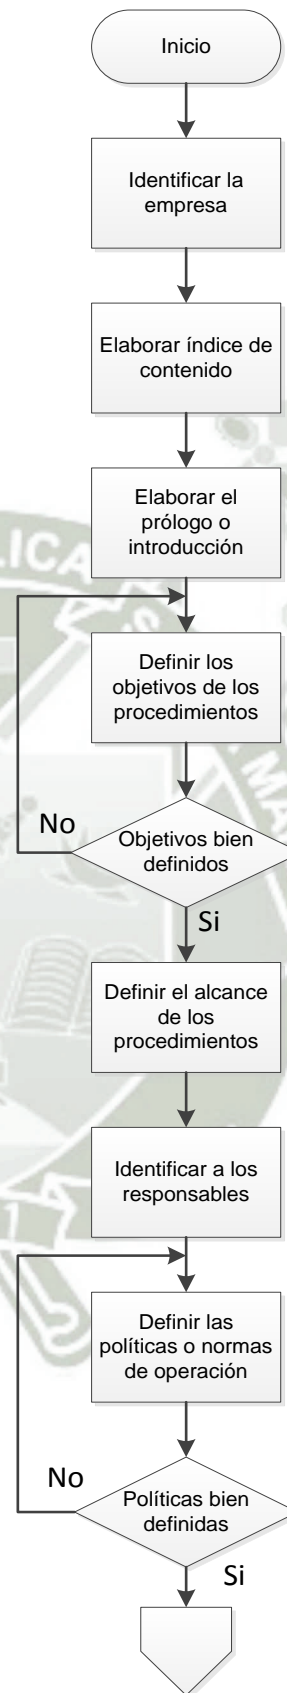 Inicio
Identificar la
empresa
Elaborar índice de
contenido
Elaborar el
prólogo o
introducción
Definir los
objetivos de los
procedimientos
No
Objetivos bien
definidos
Si
Definir el alcance
de los
procedimientos
Identificar a los
responsables
Definir las
políticas o normas
de operación
No
Políticas bien
definidas
Si